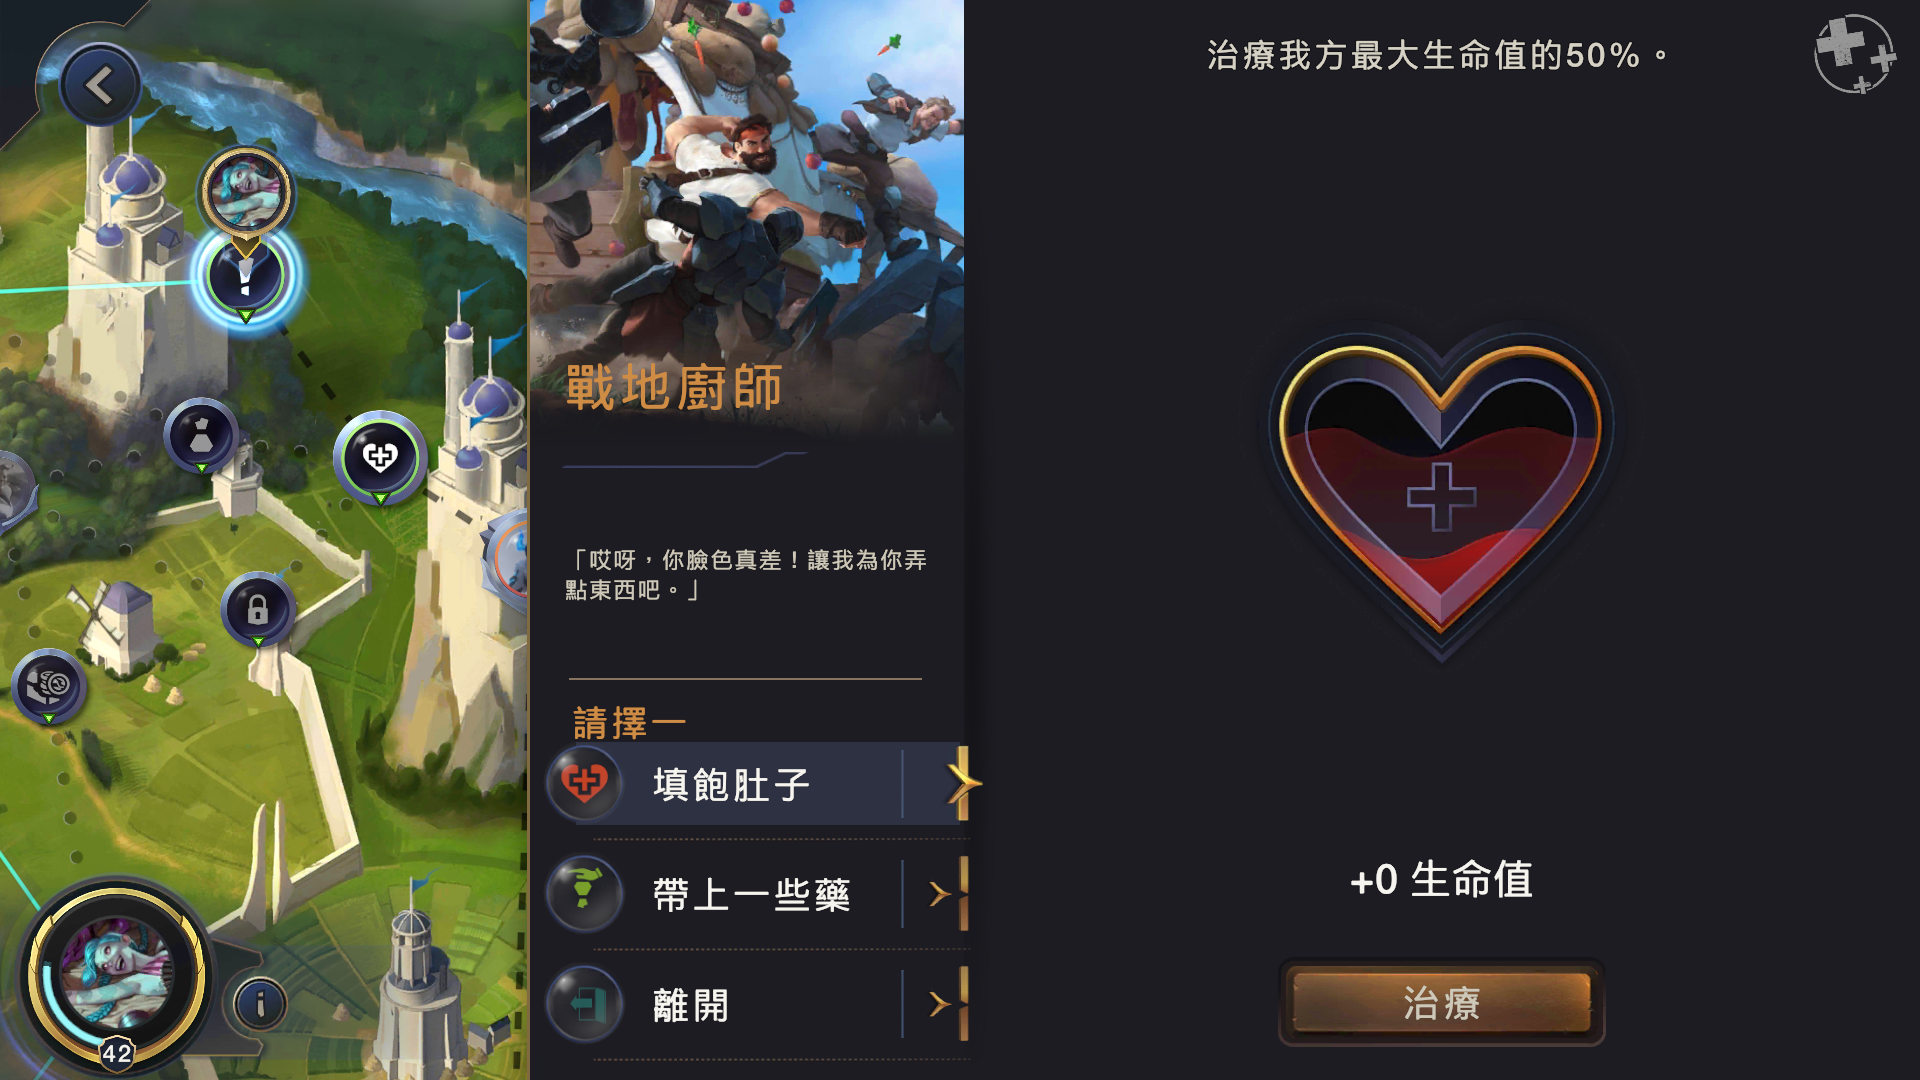 治療我方最大生命值的50%。
戰地廚師
「哎呀，你臉色真差！讓我為你弄
點東西吧。」
請擇一
填飽肚子
帶上一些藥
離開
+0 生命值
治療
42